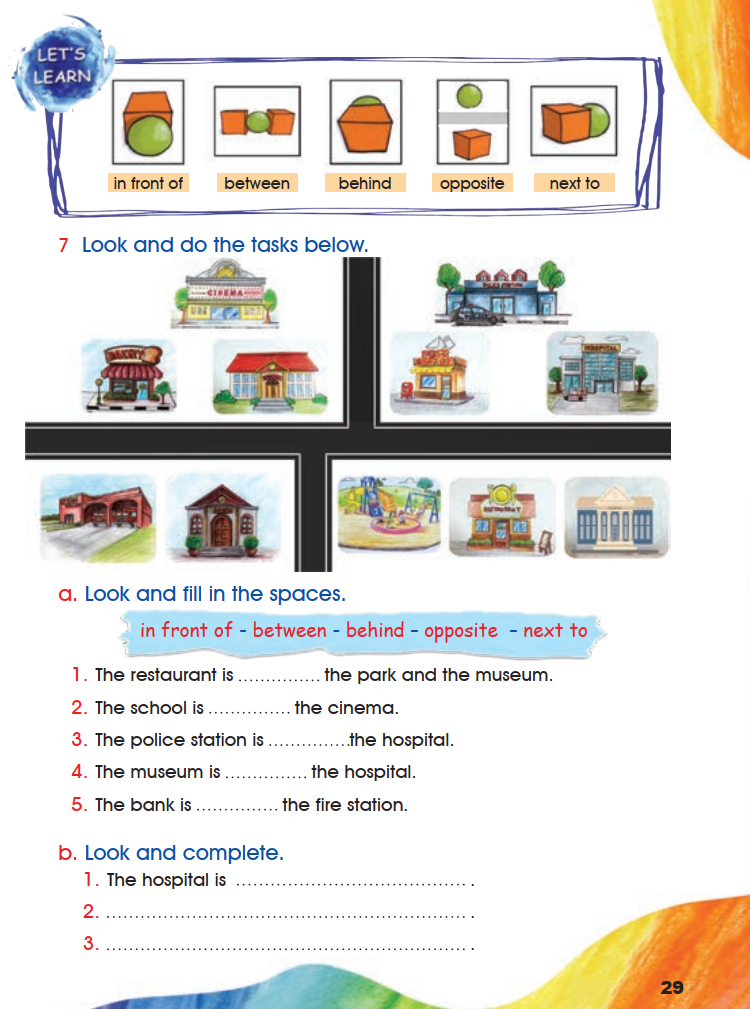 LET'S
LEARN
in front of
between
behind
opposite
next to
7 Look and do the tasks below.
CINEMA
BAKERY
HOSPITAL
a. Look and fill in the spaces.
in front of - between - behind - opposite - next to
1. The restaurant is ............... the park and the museum.
2. The school is ............... the cinema.
3. The police station is ...............the hospital.
4. The museum is ............... the hospital.
5. The bank is ............... the fire station.
b. Look and complete.
1. The hospital is ......................................... .
2. ................................................................. .
3. ................................................................. .
29